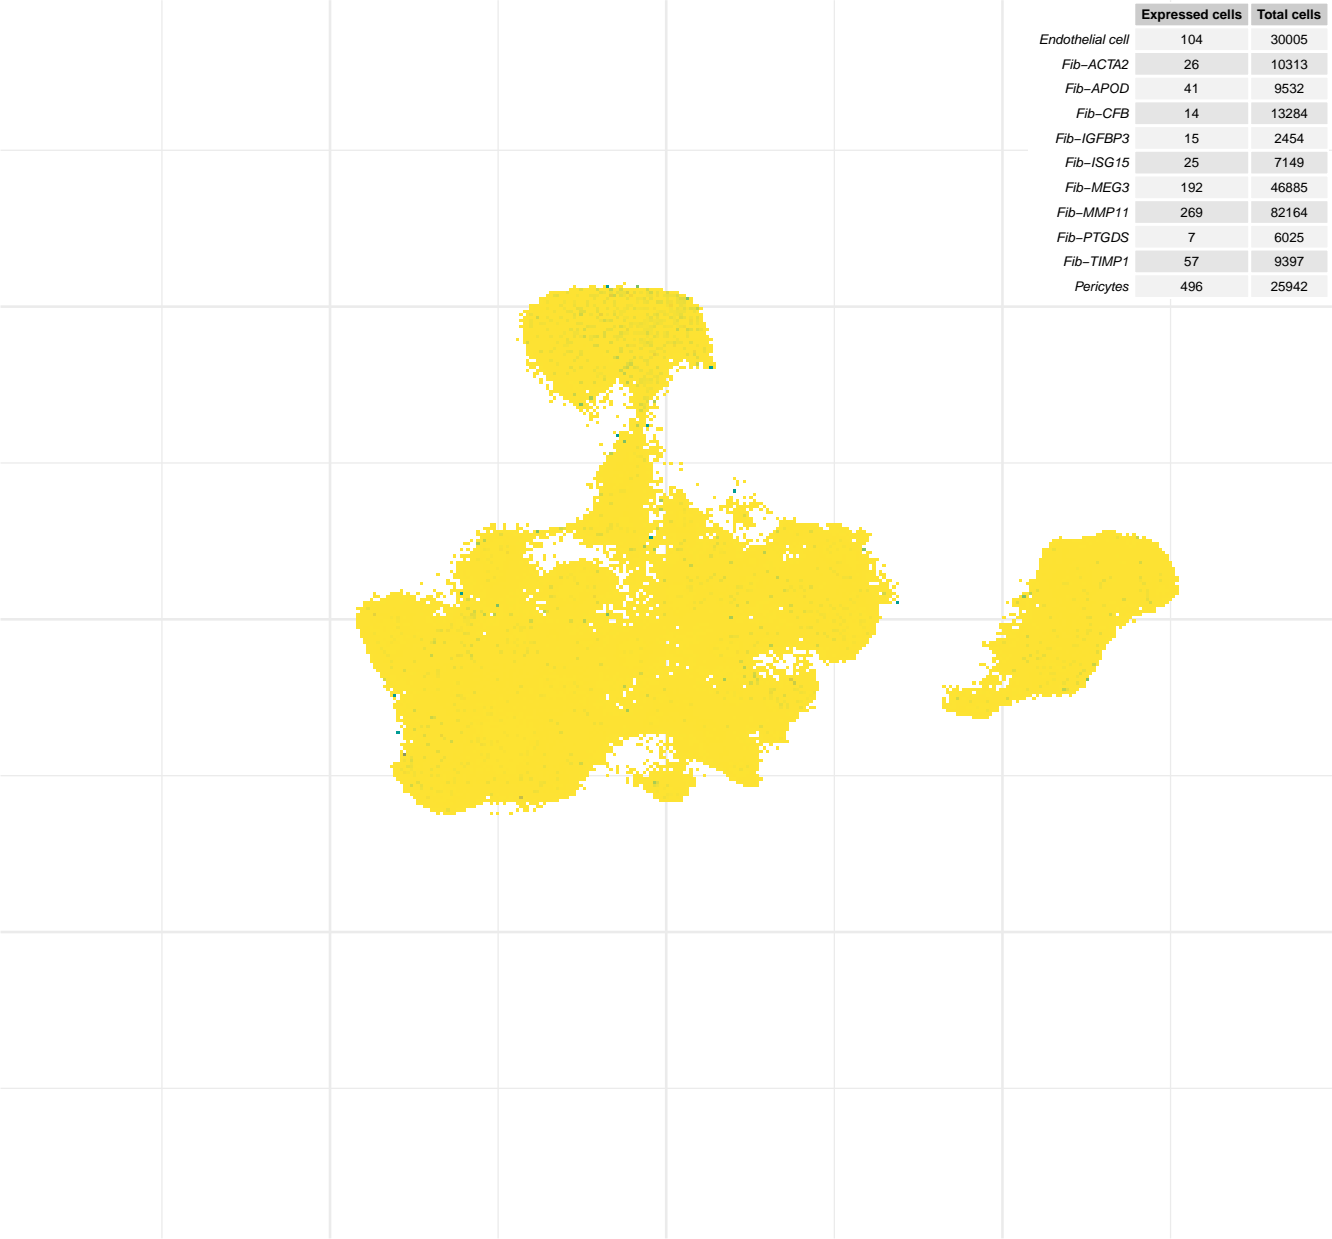 Expressed cells Total cells
Endothelial cell 104 30005
Fib−ACTA2 26 10313
Fib−APOD 41 9532
Fib−CFB 14 13284
Fib−IGFBP3 15 2454
Fib−ISG15 25 7149
Fib−MEG3 192 46885
Fib−MMP11 269 82164
Fib−PTGDS 7 6025
Fib−TIMP1 57 9397
Pericytes 496 25942